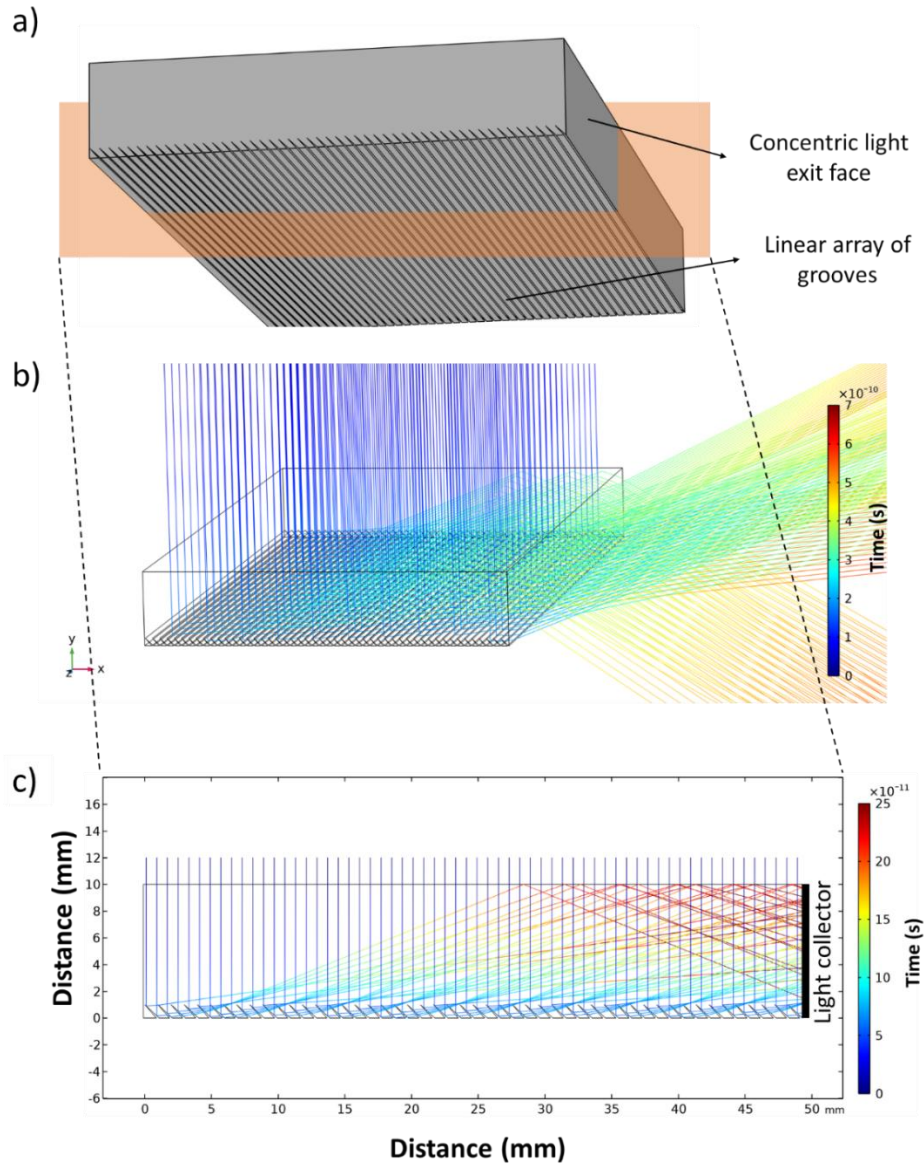 a)
Concentric light
exit face
Linear array of
grooves
b)
×10⁻¹⁰
7
6
5
4
3
2
1
0
Time (s)
y
z
x
c)
Distance (mm)
16
14
12
10
8
6
4
2
0
-2
-4
-6
0 5 10 15 20 25 30 35 40 45 50 mm
Distance (mm)
Light collector
×10⁻¹¹
25
20
15
10
5
0
Time (s)